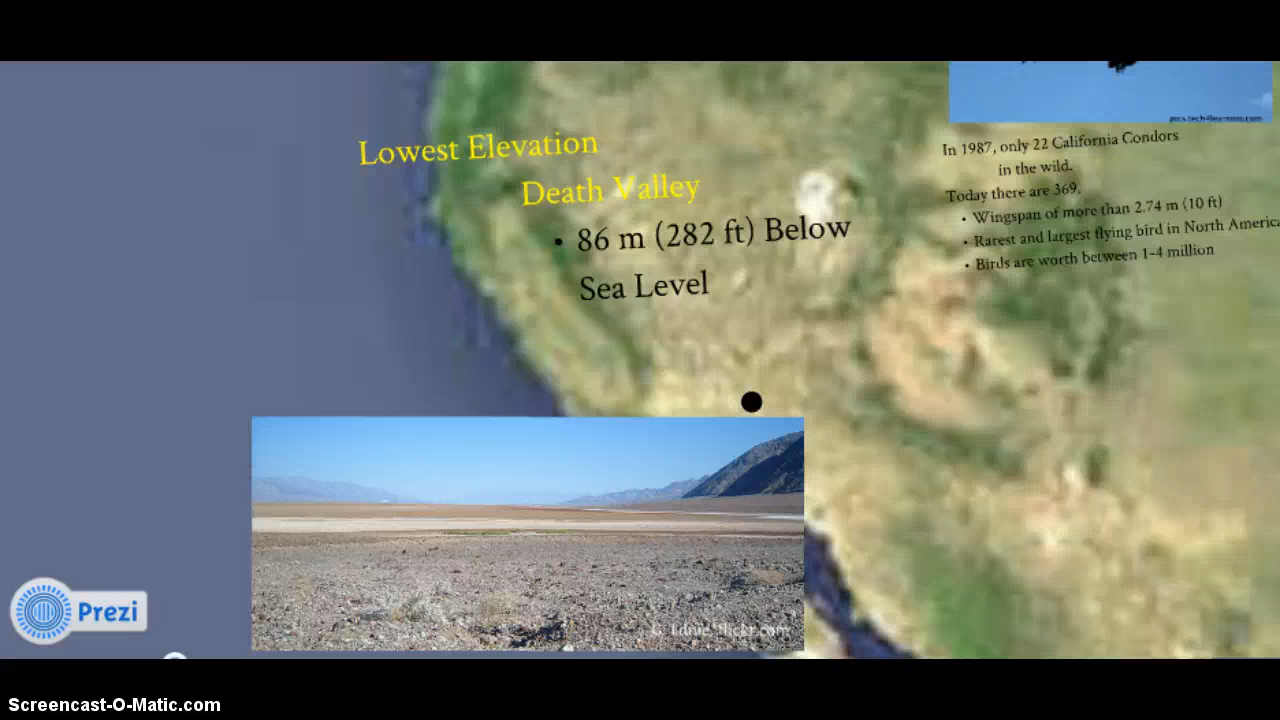 Lowest Elevation
Death Valley
• 86 m (282 ft) Below
Sea Level
In 1987, only 22 California Condors
in the wild.
Today there are 369.
• Wingspan of more than 2.74 m (10 ft)
• Rarest and largest flying bird in North America
• Birds are worth between 1-4 million
flickr.com
Prezi
Screencast-O-Matic.com